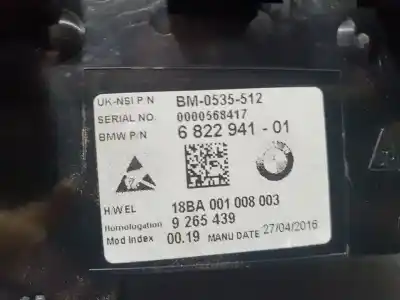 UK-NSI P/N BM-0535-512
SERIAL NO. 0000568417
BMW P/N 6 822 941 - 01
H/W EL 18BA 001 008 003
Homologation 9 265 439
Mod Index 00.19 MANU DATE 27/04/2016